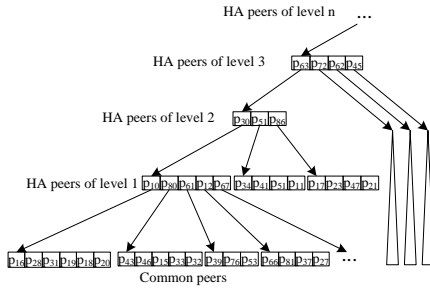 HA peers of level n ...
HA peers of level 3 p63 p72 p62 p45
HA peers of level 2 p30 p51 p86
HA peers of level 1 p10 p80 p61 p12 p67 p34 p41 p51 p11 p17 p23 p47 p21
p16 p28 p31 p19 p18 p20 p43 p46 p15 p33 p32 p39 p76 p53 p66 p81 p37 p27 ...
Common peers